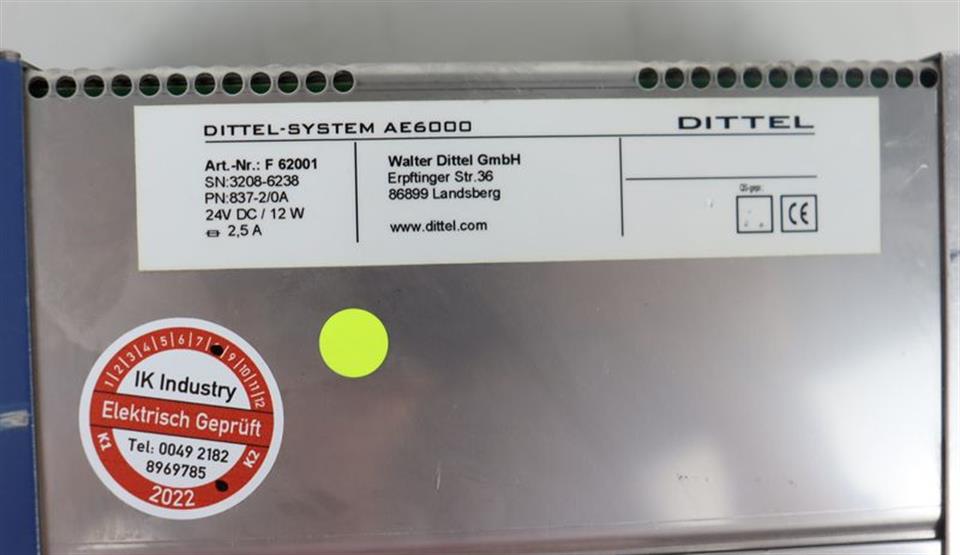 DITTEL-SYSTEM AE6000
DITTEL
Art.-Nr.: F 62001
SN:3208-6238
PN:837-2/0A
24V DC / 12 W
2,5 A
Walter Dittel GmbH
Erpftinger Str.36
86899 Landsberg
www.dittel.com
QS-gepr.:
CE
1|2|3|4|5|6|7| |9|10|11|12
IK Industry
Elektrisch Geprüft
K1
Tel: 0049 2182
8969785
K2
2022